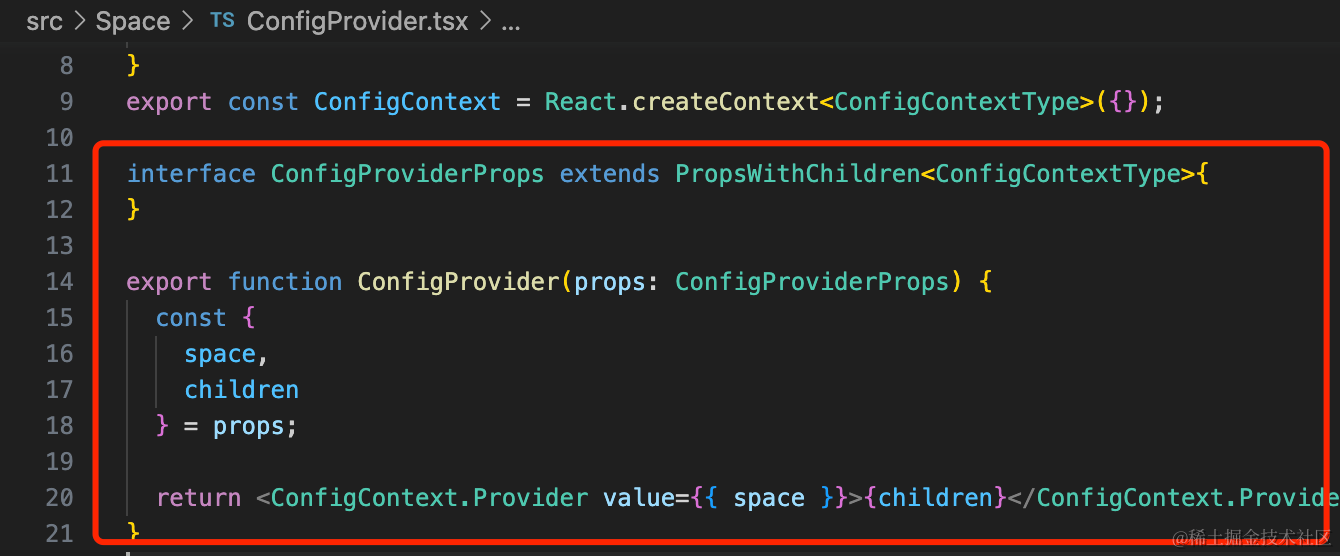 src > Space > TS ConfigProvider.tsx > ...
8 }
9 export const ConfigContext = React.createContext<ConfigContextType>({});
10
11 interface ConfigProviderProps extends PropsWithChildren<ConfigContextType>{
12 }
13
14 export function ConfigProvider(props: ConfigProviderProps) {
15   const {
16     space,
17     children
18   } = props;
19
20   return <ConfigContext.Provider value={{ space }}>{children}</ConfigContext.Provide
21 }
@稀土掘金技术社区